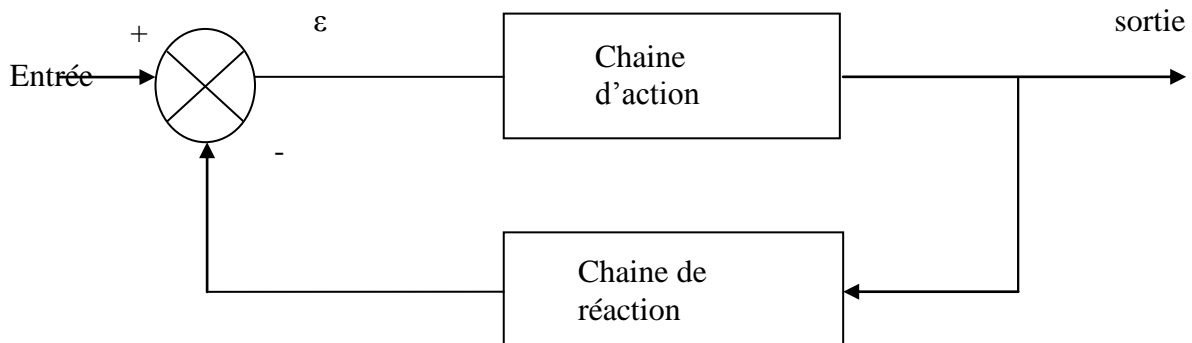 +
ε
sortie
Entrée
Chaine
d’action
-
Chaine de
réaction